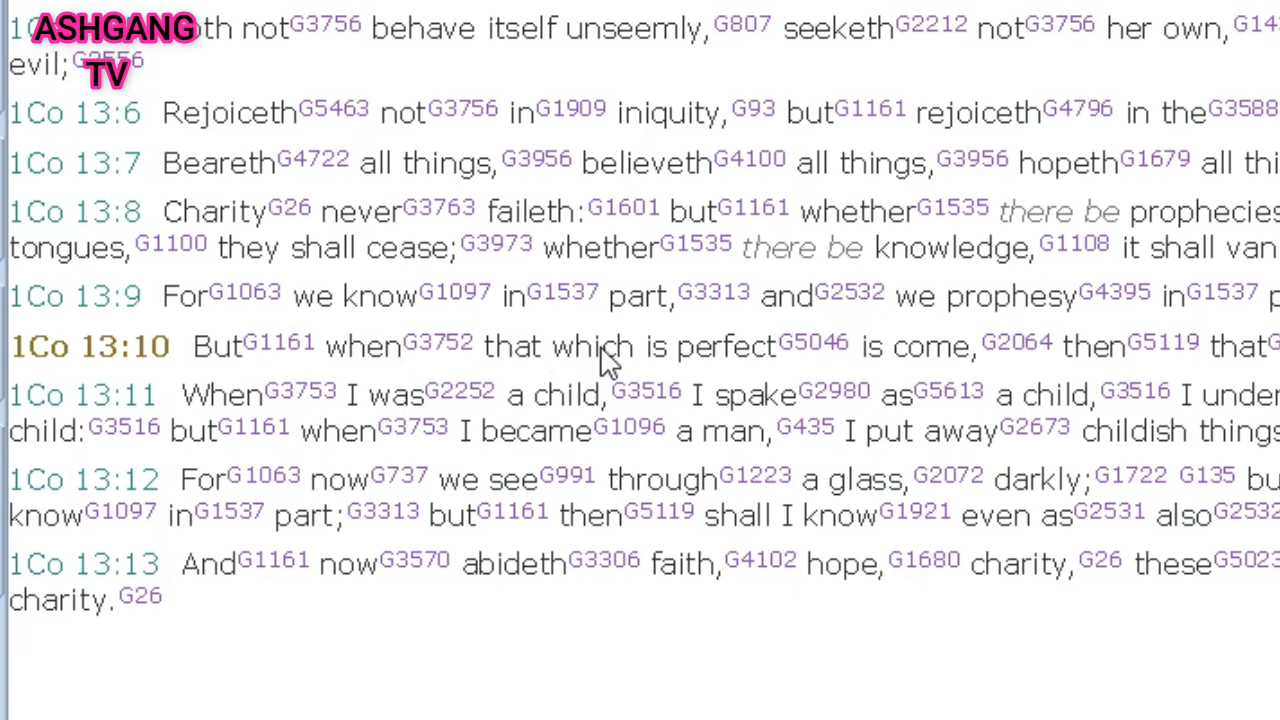 ASHGANG
TV
oth notG3756 behave itself unseemly,G807 seekethG2212 notG3756 her own,G14
evil;
1Co 13:6 RejoicethG5463 notG3756 inG1909 iniquity,G93 butG1161 rejoicethG4796 in theG3588
1Co 13:7 BearethG4722 all things,G3956 believethG4100 all things,G3956 hopethG1679 all thi
1Co 13:8 CharityG26 neverG3763 faileth:G1601 butG1161 whetherG1535 there be prophecies
tongues,G1100 they shall cease;G3973 whetherG1535 there be knowledge,G1108 it shall van
1Co 13:9 ForG1063 we knowG1097 inG1537 part,G3313 andG2532 we prophesyG4395 inG1537 p
1Co 13:10 ButG1161 whenG3752 that which is perfectG5046 is come,G2064 thenG5119 thatG
1Co 13:11 WhenG3753 I wasG2252 a child,G3516 I spakeG2980 asG5613 a child,G3516 I under
child:G3516 butG1161 whenG3753 I becameG1096 a man,G435 I put awayG2673 childish things
1Co 13:12 ForG1063 nowG737 we seeG991 throughG1223 a glass,G2072 darkly;G1722 G135 bu
knowG1097 inG1537 part;G3313 butG1161 thenG5119 shall I knowG1921 even asG2531 alsoG2532
1Co 13:13 AndG1161 nowG3570 abidethG3306 faith,G4102 hope,G1680 charity,G26 theseG5023
charity.G26